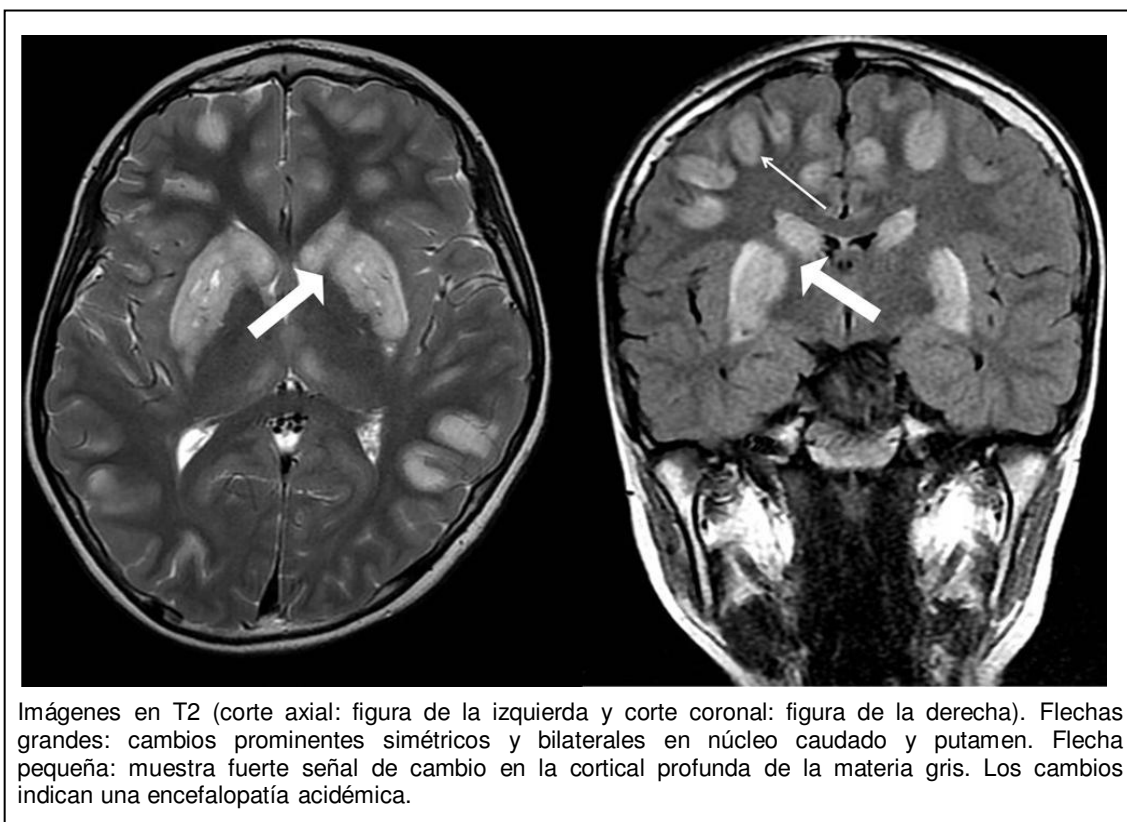 Imágenes en T2 (corte axial: figura de la izquierda y corte coronal: figura de la derecha). Flechas
grandes: cambios prominentes simétricos y bilaterales en núcleo caudado y putamen. Flecha
pequeña: muestra fuerte señal de cambio en la cortical profunda de la materia gris. Los cambios
indican una encefalopatía acidémica.